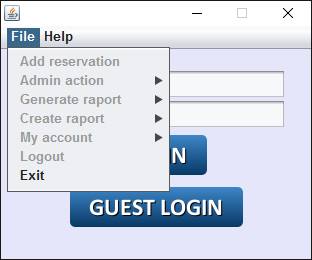 File Help
Add reservation
Admin action
Generate raport
Create raport
My account
Logout
Exit
GUEST LOGIN